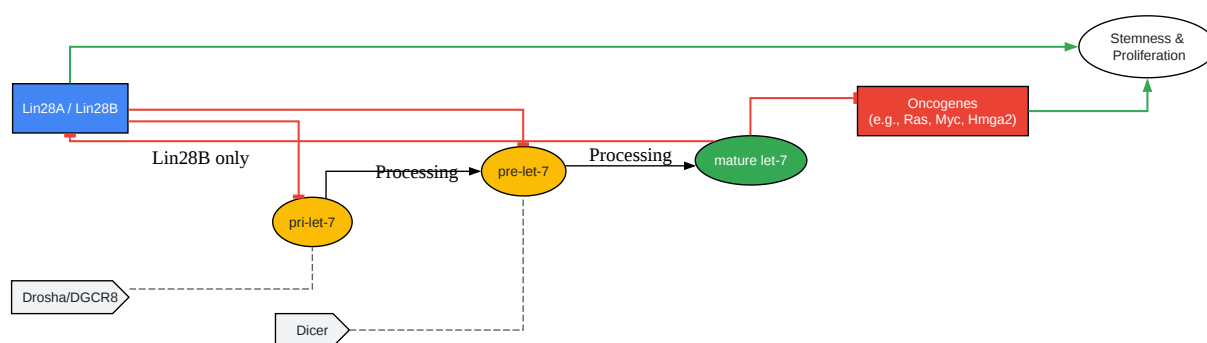 Stemness &
Proliferation
Lin28A / Lin28B
Oncogenes
(e.g., Ras, Myc, Hmga2)
Lin28B only
Processing
Processing
mature let-7
pre-let-7
pri-let-7
Drosha/DGCR8
Dicer